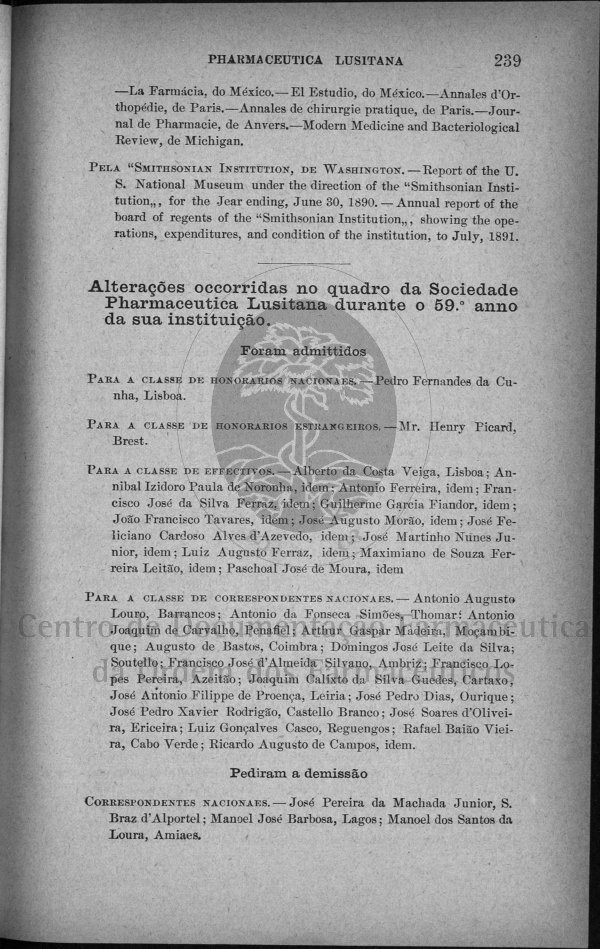 PHARMACEUTICA LUSITANA 239
—La Farmácia, do México.—El Estudio, do México.—Annales d'Or-
thopédie, de Paris.—Annales de chirurgie pratique, de Paris.—Jour-
nal de Pharmacie, de Anvers.—Modern Medicine and Bacteriological
Review, de Michigan.
PELA "SMITHSONIAN INSTITUTION, DE WASHINGTON.—Report of the U.
S. National Museum under the direction of the "Smithsonian Insti-
tution„, for the Jear ending, June 30, 1890.—Annual report of the
board of regents of the "Smithsonian Institution„, showing the ope-
rations, expenditures, and condition of the institution, to July, 1891.
Alterações occorridas no quadro da Sociedade
Pharmaceutica Lusitana durante o 59.º anno
da sua instituição.
Foram admittidos
PARA A CLASSE DE HONORARIOS NACIONAES.—Pedro Fernandes da Cu-
nha, Lisboa.
PARA A CLASSE DE HONORARIOS ESTRANGEIROS.—Mr. Henry Picard,
Brest.
PARA A CLASSE DE EFFECTIVOS.—Alberto da Costa Veiga, Lisboa; An-
nibal Izidoro Paula de Noronha, idem; Antonio Ferreira, idem; Fran-
cisco José da Silva Ferraz, idem; Guilherme Garcia Fiandor, idem;
João Francisco Tavares, idem; José Augusto Morão, idem; José Fe-
liciano Cardoso Alves d'Azevedo, idem; José Martinho Nunes Ju-
nior, idem; Luiz Augusto Ferraz, idem; Maximiano de Souza Fer-
reira Leitão, idem; Paschoal José de Moura, idem
PARA A CLASSE DE CORRESPONDENTES NACIONAES.—Antonio Augusto
Louro, Barrancos; Antonio da Fonseca Simões, Thomar; Antonio
Joaquim de Carvalho, Penafiel; Arthur Gaspar Madeira, Moçambi-
que; Augusto de Bastos, Coimbra; Domingos José Leite da Silva;
Soutello; Francisco José d'Almeida Silvano, Ambriz; Francisco Lo-
pes Pereira, Azeitão; Joaquim Calixto da Silva Guedes, Cartaxo;
José Antonio Filippe de Proença, Leiria; José Pedro Dias, Ourique;
José Pedro Xavier Rodrigão, Castello Branco; José Soares d'Olivei-
ra, Ericeira; Luiz Gonçalves Casco, Reguengos; Rafael Baião Viei-
ra, Cabo Verde; Ricardo Augusto de Campos, idem.
Pediram a demissão
CORRESPONDENTES NACIONAES.—José Pereira da Machada Junior, S.
Braz d'Alportel; Manoel José Barbosa, Lagos; Manoel dos Santos da
Loura, Amiaes.
Centro de Documentação Farmacêutica
da Ordem dos Farmacêuticos